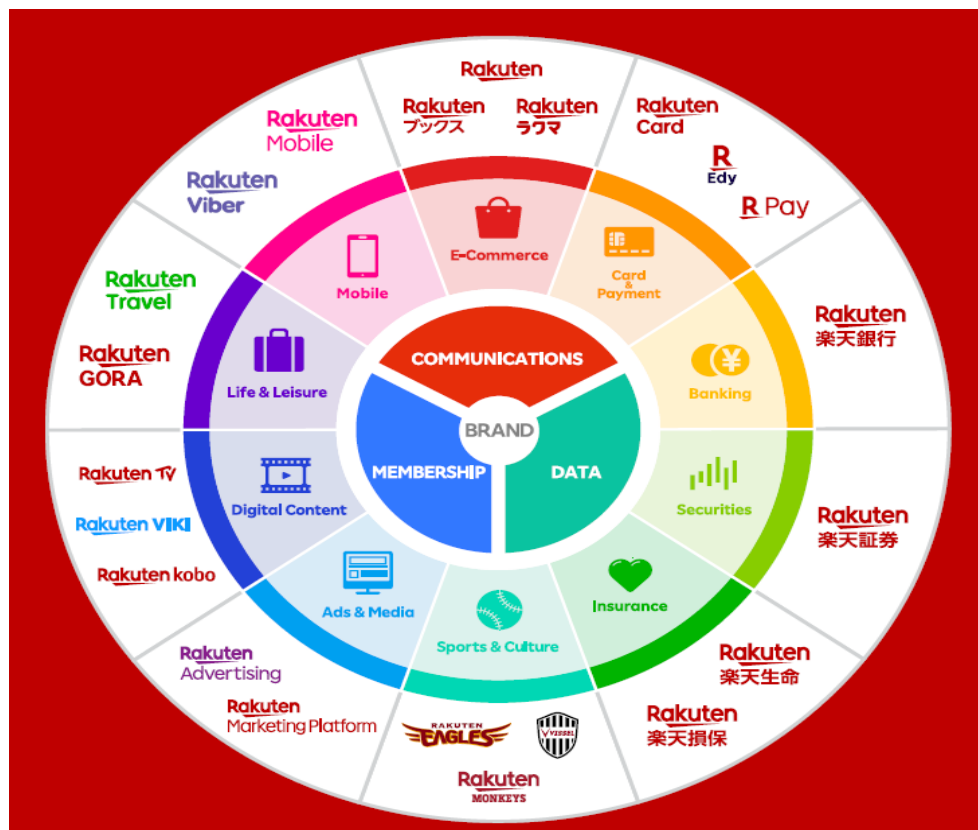 Rakuten
Rakuten
ブックス
Rakuten
ラクマ
Rakuten
Card
R
Edy
R Pay
Rakuten
楽天銀行
Rakuten
楽天証券
Rakuten
楽天生命
Rakuten
楽天損保
RAKUTEN
EAGLES
VISSEL
Rakuten
MONKEYS
Rakuten
Marketing Platform
Rakuten
Advertising
Rakuten kobo
Rakuten VIKI
Rakuten TV
Rakuten
GORA
Rakuten
Travel
Rakuten
Viber
Rakuten
Mobile
E-Commerce
Card
&
Payment
¥
Banking
Securities
Insurance
Sports & Culture
Ads & Media
Digital Content
Life & Leisure
Mobile
COMMUNICATIONS
BRAND
MEMBERSHIP
DATA